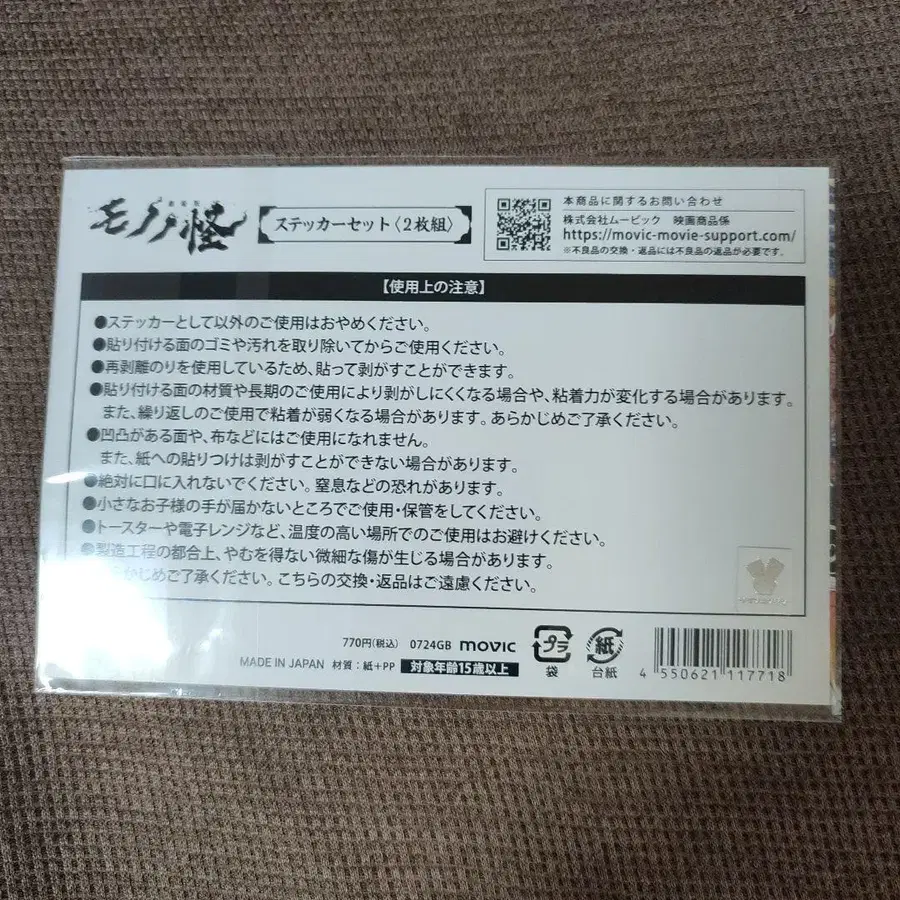 劇場版
モノノ怪
ステッカーセット〈2枚組〉
本商品に関するお問い合わせ
株式会社ムービック 映画商品係
https://movic-movie-support.com/
※不良品の交換・返品には不良品の返品が必要です。
【使用上の注意】
●ステッカーとして以外のご使用はおやめください。
●貼り付ける面のゴミや汚れを取り除いてからご使用ください。
●再剥離のりを使用しているため、貼って剥がすことができます。
●貼り付ける面の材質や長期のご使用により剥がしにくくなる場合や、粘着力が変化する場合があります。
また、繰り返しのご使用で粘着が弱くなる場合があります。あらかじめご了承ください。
●凹凸がある面や、布などにはご使用になれません。
また、紙への貼りつけは剥がすことができない場合があります。
●絶対に口に入れないでください。窒息などの恐れがあります。
●小さなお子様の手が届かないところでご使用・保管をしてください。
●トースターや電子レンジなど、温度の高い場所でのご使用はお避けください。
●製造工程の都合上、やむを得ない微細な傷が生じる場合があります。
らかじめご了承ください。こちらの交換・返品はご遠慮ください。
770円(税込) 0724GB movic
MADE IN JAPAN 材質：紙+PP 対象年齢15歳以上
プラ
袋
紙
台紙
4 550621 117718